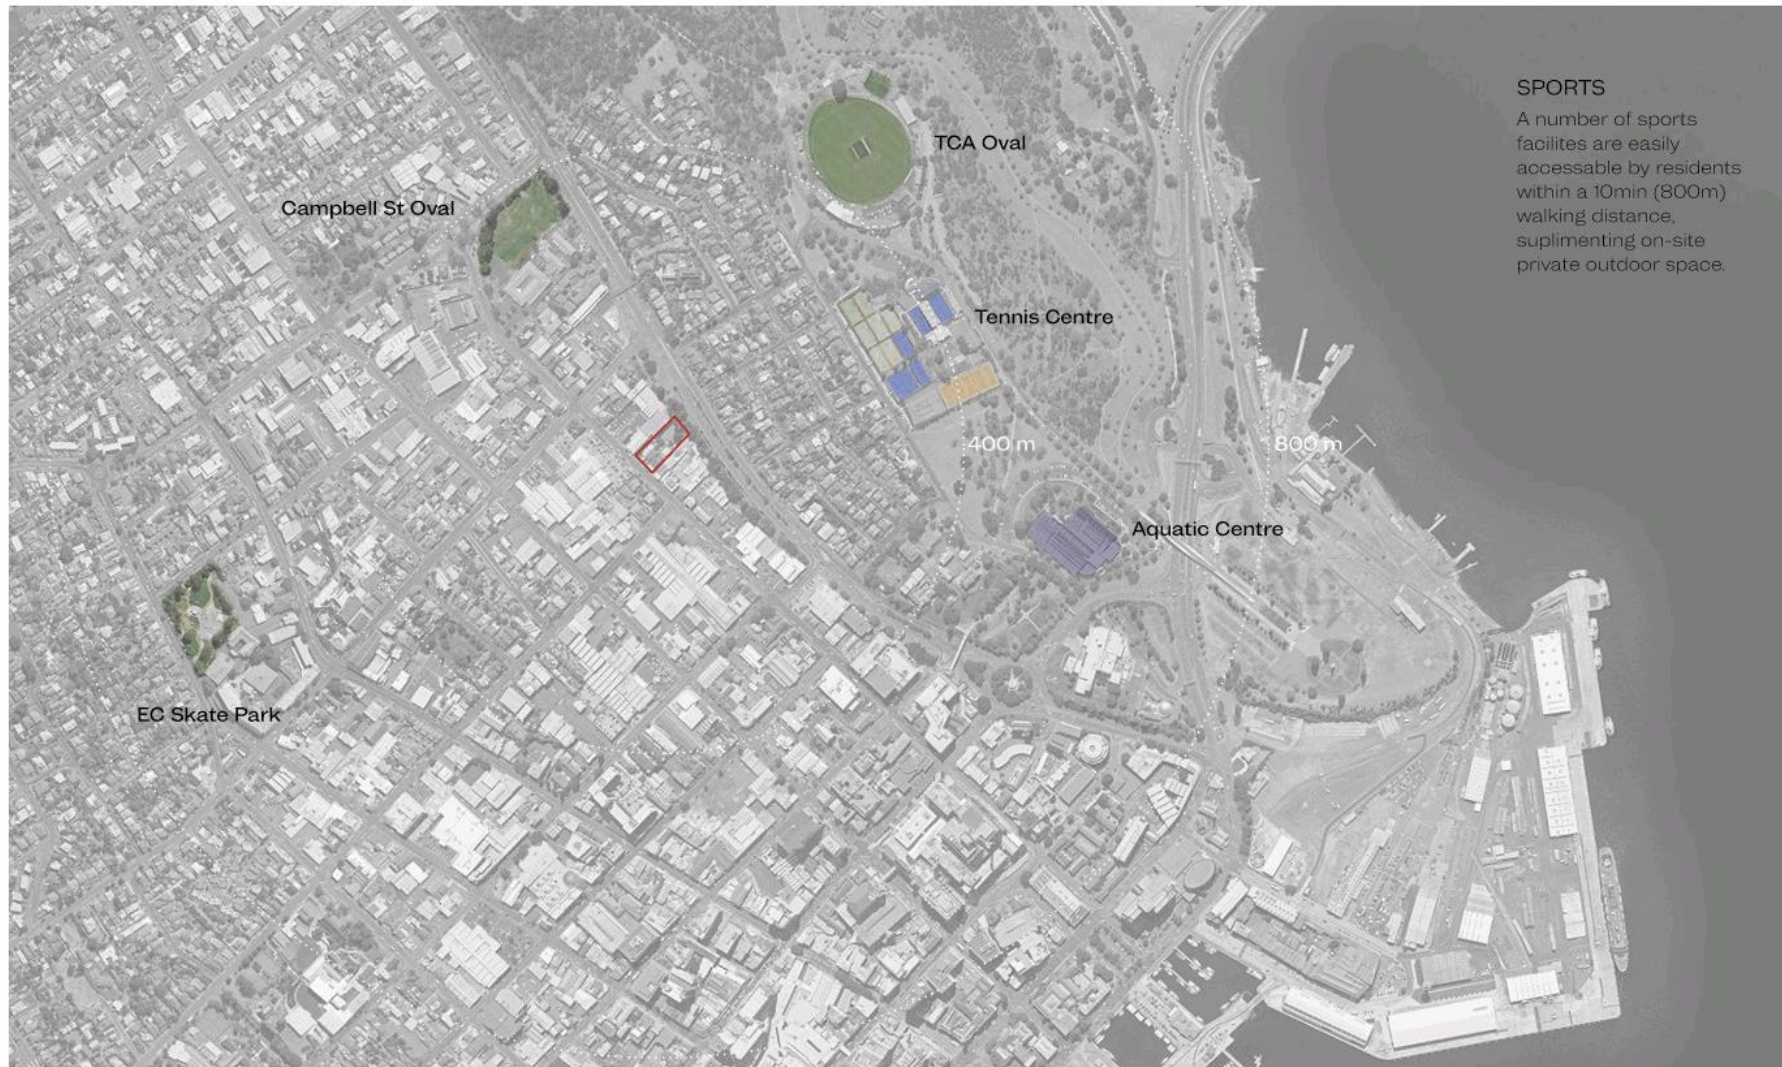 SPORTS
A number of sports
facilites are easily
accessable by residents
within a 10min (800m)
walking distance,
suplimenting on-site
private outdoor space.
TCA Oval
Campbell St Oval
Tennis Centre
400 m
800 m
Aquatic Centre
EC Skate Park